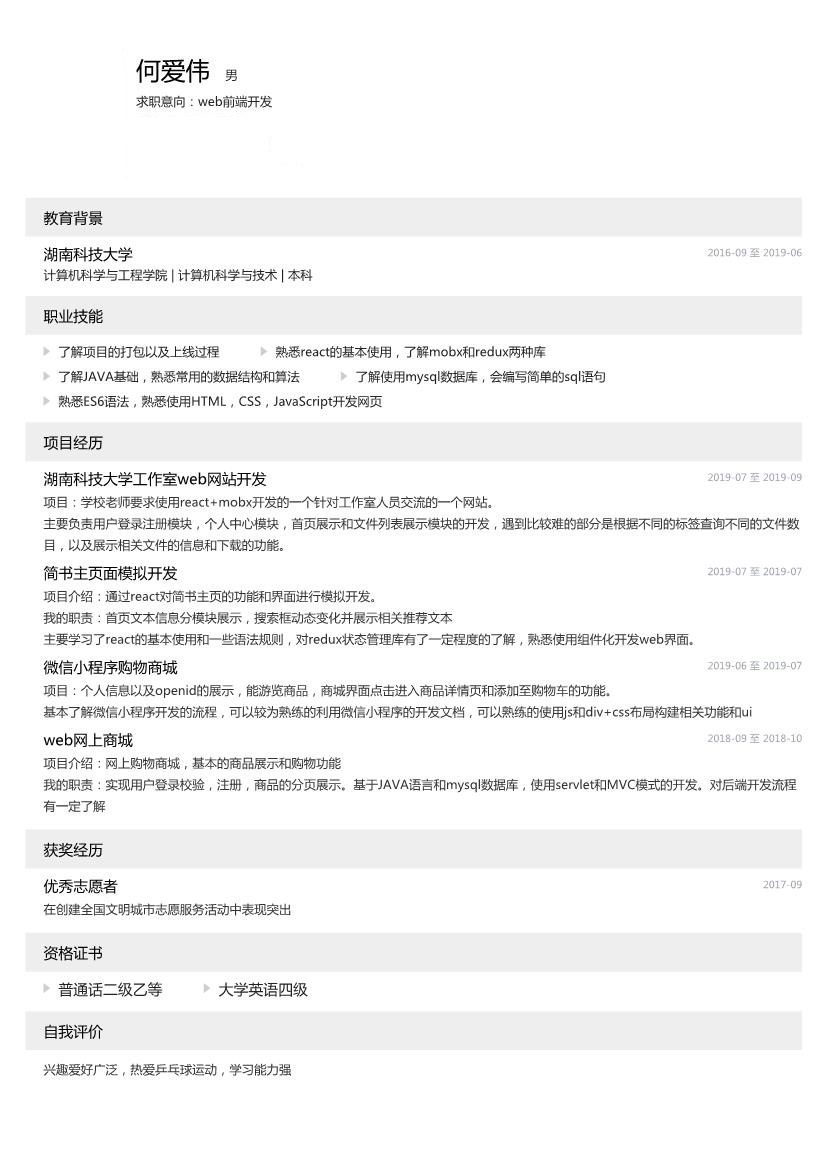 何爱伟 男
求职意向：web前端开发
教育背景
湖南科技大学 2016-09 至 2019-06
计算机科学与工程学院 | 计算机科学与技术 | 本科
职业技能
了解项目的打包以及上线过程 熟悉react的基本使用，了解mobx和redux两种库
了解JAVA基础，熟悉常用的数据结构和算法 了解使用mysql数据库，会编写简单的sql语句
熟悉ES6语法，熟悉使用HTML，CSS，JavaScript开发网页
项目经历
湖南科技大学工作室web网站开发 2019-07 至 2019-09
项目：学校老师要求使用react+mobx开发的一个针对工作室人员交流的一个网站。
主要负责用户登录注册模块，个人中心模块，首页展示和文件列表展示模块的开发，遇到比较难的部分是根据不同的标签查询不同的文件数
目，以及展示相关文件的信息和下载的功能。
简书主页面模拟开发 2019-07 至 2019-07
项目介绍：通过react对简书主页的功能和界面进行模拟开发。
我的职责：首页文本信息分模块展示，搜索框动态变化并展示相关推荐文本
主要学习了react的基本使用和一些语法规则，对redux状态管理库有了一定程度的了解，熟悉使用组件化开发web界面。
微信小程序购物商城 2019-06 至 2019-07
项目：个人信息以及openid的展示，能游览商品，商城界面点击进入商品详情页和添加至购物车的功能。
基本了解微信小程序开发的流程，可以较为熟练的利用微信小程序的开发文档，可以熟练的使用js和div+css布局构建相关功能和ui
web网上商城 2018-09 至 2018-10
项目介绍：网上购物商城，基本的商品展示和购物功能
我的职责：实现用户登录校验，注册，商品的分页展示。基于JAVA语言和mysql数据库，使用servlet和MVC模式的开发。对后端开发流程
有一定了解
获奖经历
优秀志愿者 2017-09
在创建全国文明城市志愿服务活动中表现突出
资格证书
普通话二级乙等 大学英语四级
自我评价
兴趣爱好广泛，热爱乒乓球运动，学习能力强